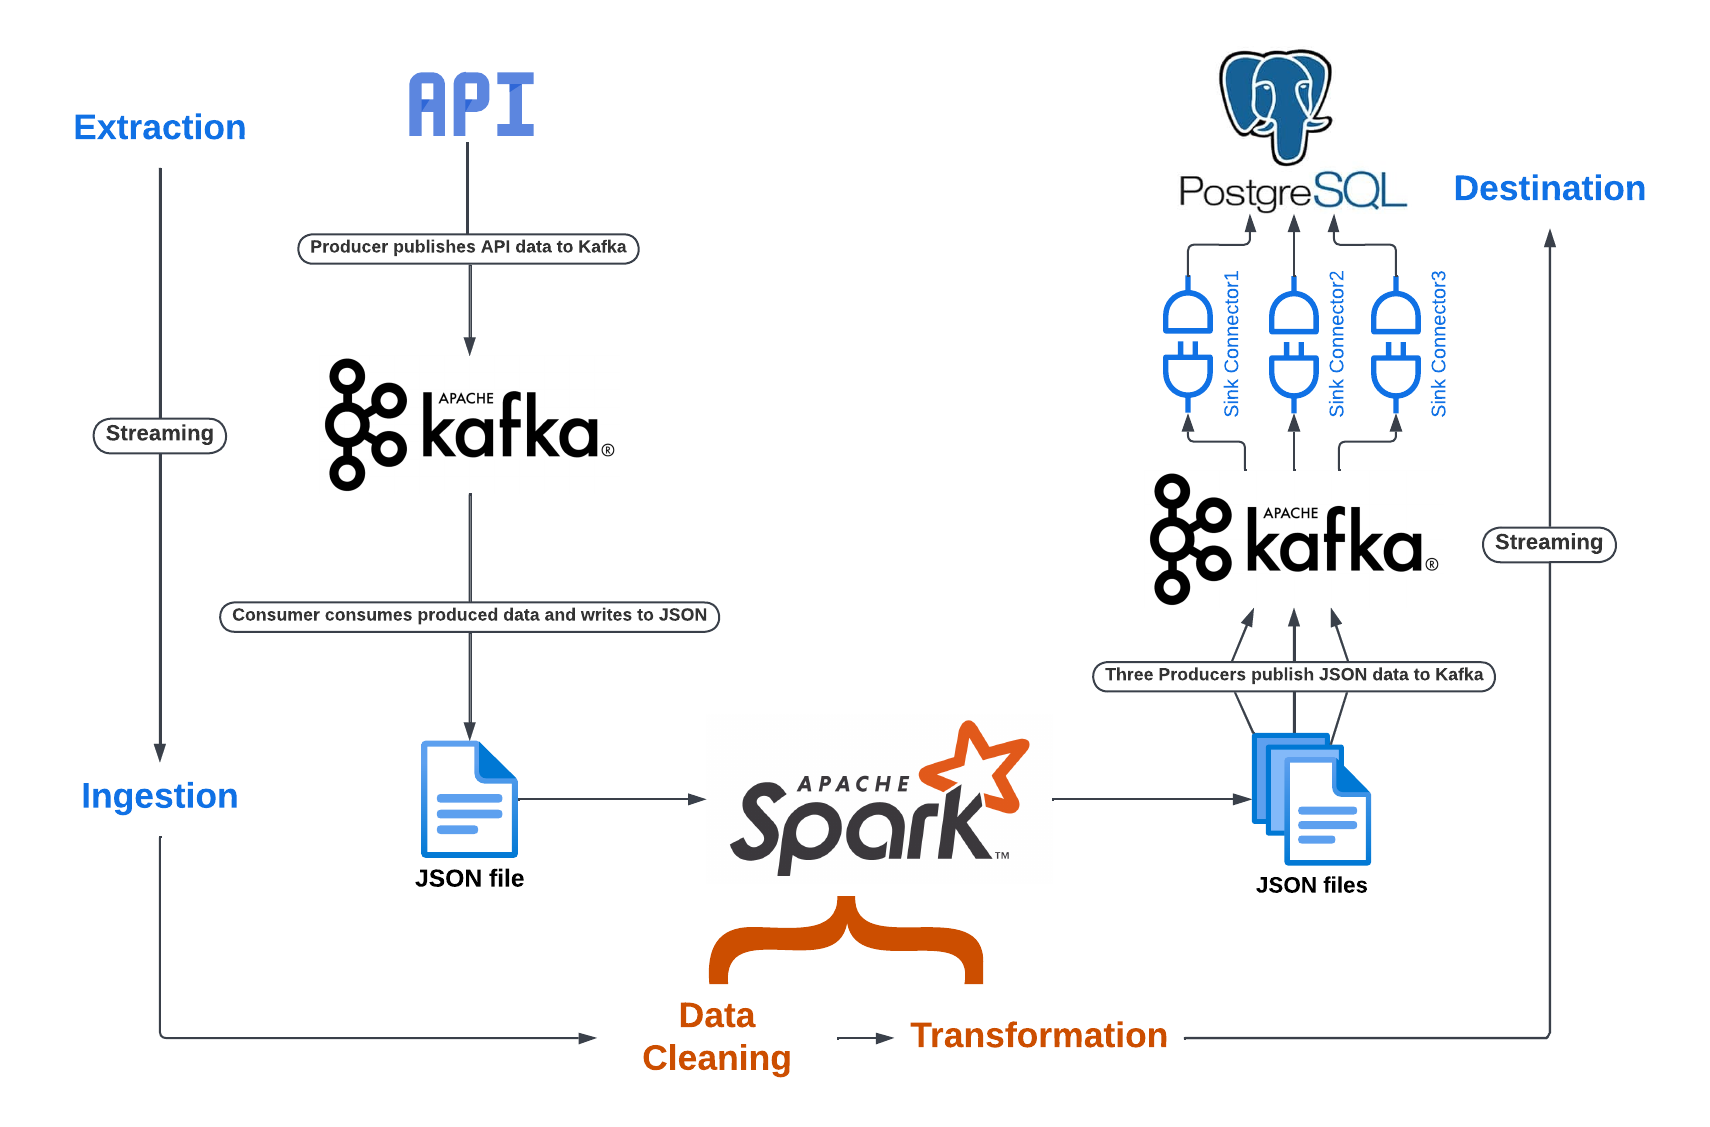 Extraction
API
Producer publishes API data to Kafka
APACHE
kafka®
Streaming
Consumer consumes produced data and writes to JSON
Ingestion
JSON file
APACHE
Spark™
Data
Cleaning
Transformation
JSON files
Three Producers publish JSON data to Kafka
APACHE
kafka®
Streaming
Sink Connector1
Sink Connector2
Sink Connector3
PostgreSQL
Destination